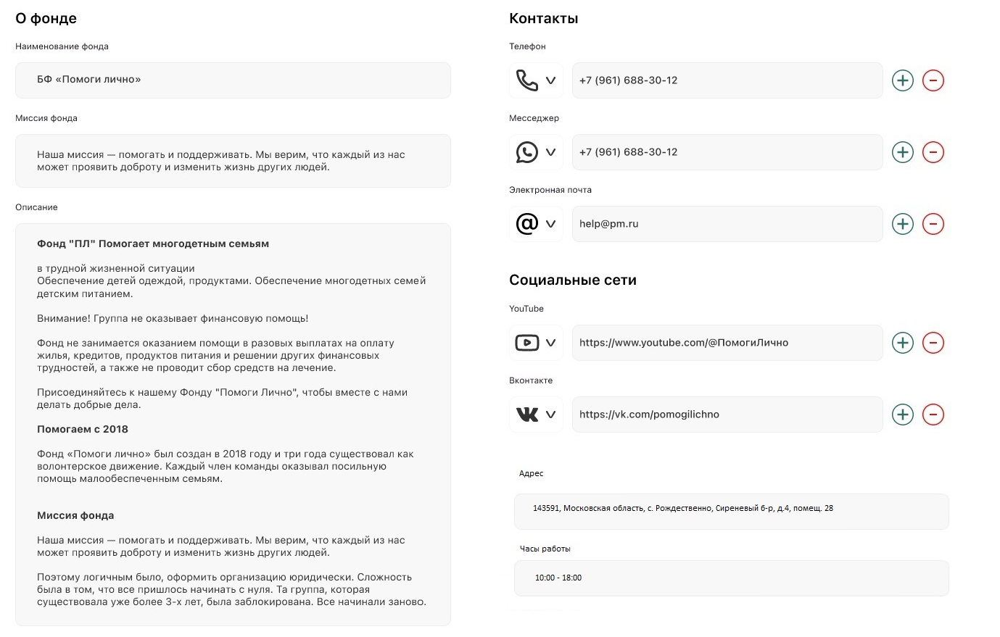 О фонде
Наименование фонда
БФ «Помоги лично»
Миссия фонда
Наша миссия — помогать и поддерживать. Мы верим, что каждый из нас
может проявить доброту и изменить жизнь других людей.
Описание
Фонд "ПЛ" Помогает многодетным семьям
в трудной жизненной ситуации
Обеспечение детей одеждой, продуктами. Обеспечение многодетных семей
детским питанием.
Внимание! Группа не оказывает финансовую помощь!
Фонд не занимается оказанием помощи в разовых выплатах на оплату
жилья, кредитов, продуктов питания и решении других финансовых
трудностей, а также не проводит сбор средств на лечение.
Присоединяйтесь к нашему Фонду "Помоги Лично", чтобы вместе с нами
делать добрые дела.
Помогаем с 2018
Фонд «Помоги лично» был создан в 2018 году и три года существовал как
волонтерское движение. Каждый член команды оказывал посильную
помощь малообеспеченным семьям.
Миссия фонда
Наша миссия — помогать и поддерживать. Мы верим, что каждый из нас
может проявить доброту и изменить жизнь других людей.
Поэтому логичным было, оформить организацию юридически. Сложность
была в том, что все пришлось начинать с нуля. Та группа, которая
существовала уже более 3-х лет, была заблокирована. Все начинали заново.
Контакты
Телефон
+7 (961) 688-30-12
Месседжер
+7 (961) 688-30-12
Электронная почта
help@pm.ru
Социальные сети
YouTube
https://www.youtube.com/@ПомогиЛично
Вконтакте
https://vk.com/pomogilichno
Адрес
143591, Московская область, с. Рождественно, Сиреневый б-р, д.4, помещ. 28
Часы работы
10:00 - 18:00